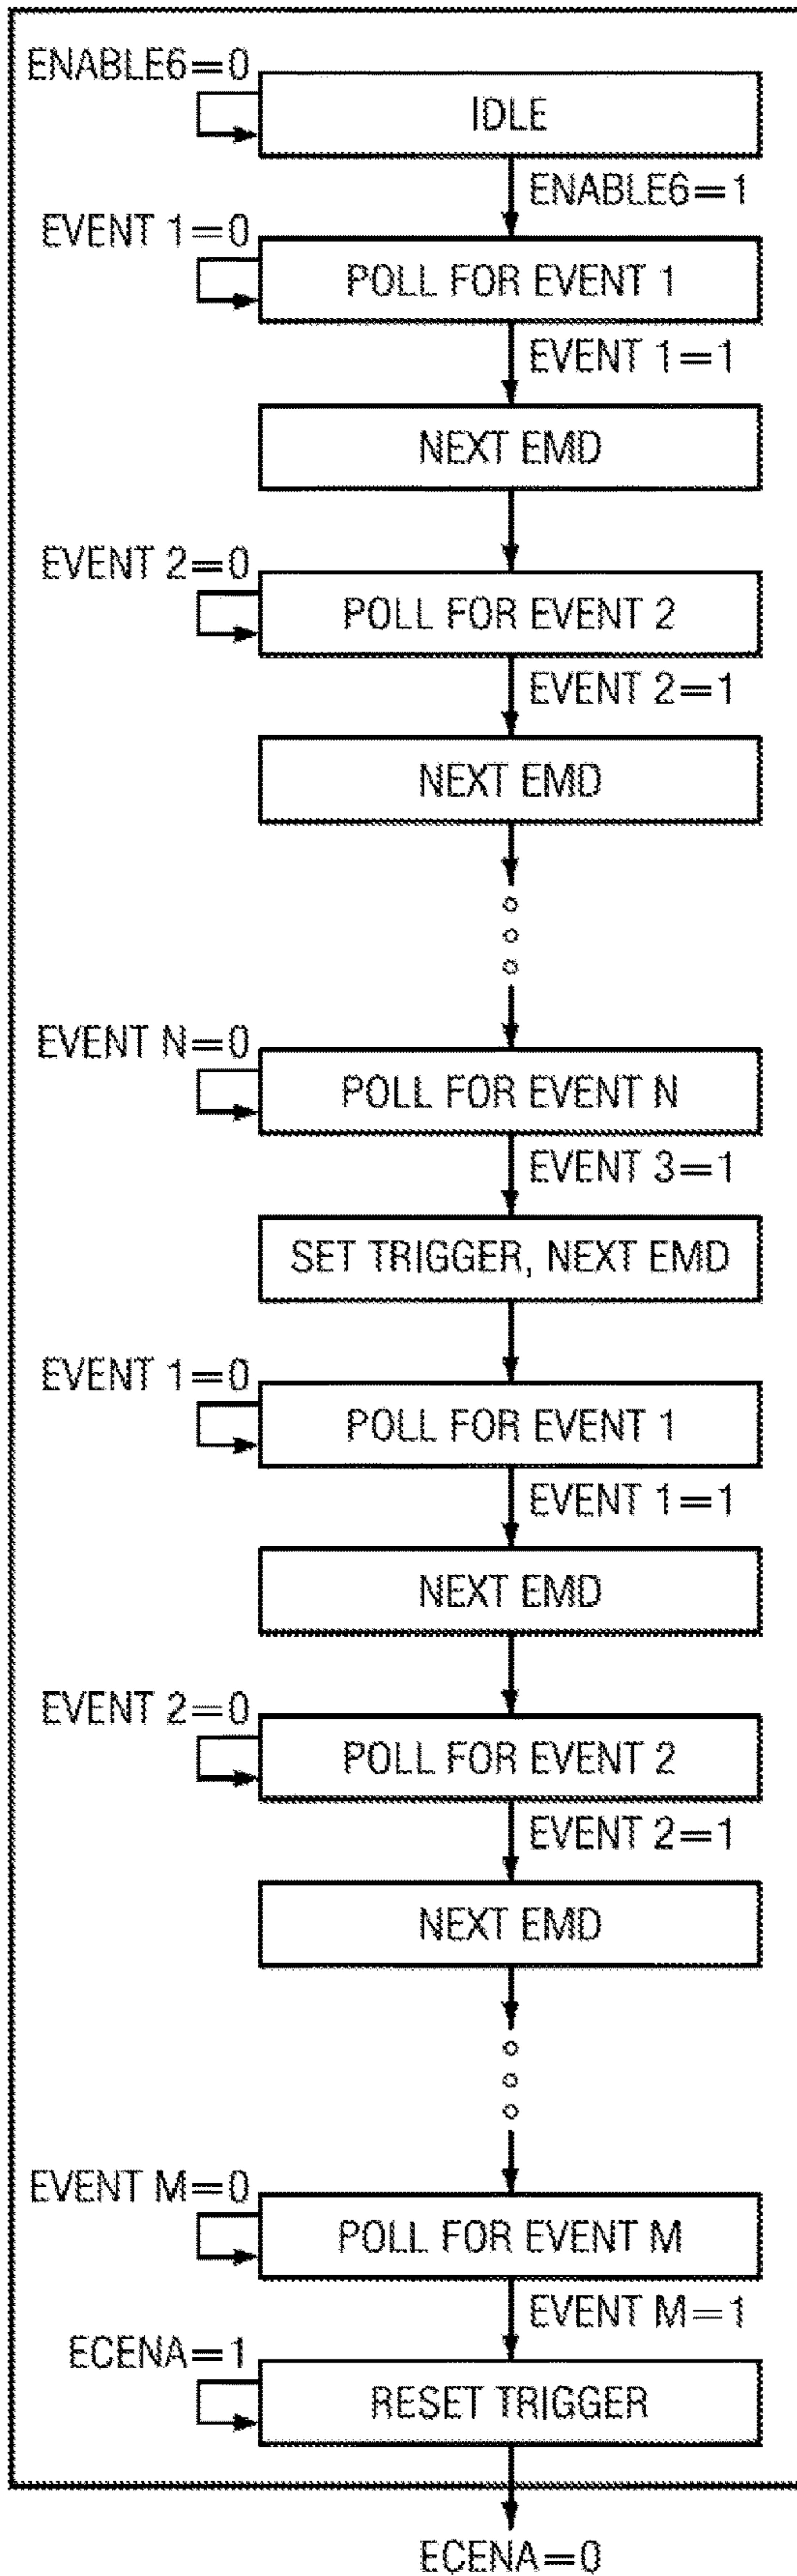 ENABLE6=0
IDLE
ENABLE6=1
EVENT 1=0
POLL FOR EVENT 1
EVENT 1=1
NEXT EMD
EVENT 2=0
POLL FOR EVENT 2
EVENT 2=1
NEXT EMD
EVENT N=0
POLL FOR EVENT N
EVENT 3=1
SET TRIGGER, NEXT EMD
EVENT 1=0
POLL FOR EVENT 1
EVENT 1=1
NEXT EMD
EVENT 2=0
POLL FOR EVENT 2
EVENT 2=1
NEXT EMD
EVENT M=0
POLL FOR EVENT M
EVENT M=1
ECENA=1
RESET TRIGGER
ECENA=0